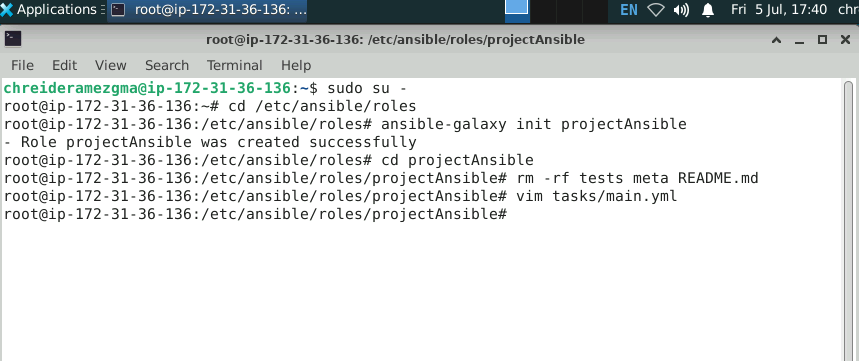 Applications root@ip-172-31-36-136: ... EN Fri 5 Jul, 17:40 chr
root@ip-172-31-36-136: /etc/ansible/roles/projectAnsible
File Edit View Search Terminal Help
chreideramezgma@ip-172-31-36-136:~$ sudo su -
root@ip-172-31-36-136:~# cd /etc/ansible/roles
root@ip-172-31-36-136:/etc/ansible/roles# ansible-galaxy init projectAnsible
- Role projectAnsible was created successfully
root@ip-172-31-36-136:/etc/ansible/roles# cd projectAnsible
root@ip-172-31-36-136:/etc/ansible/roles/projectAnsible# rm -rf tests meta README.md
root@ip-172-31-36-136:/etc/ansible/roles/projectAnsible# vim tasks/main.yml
root@ip-172-31-36-136:/etc/ansible/roles/projectAnsible#